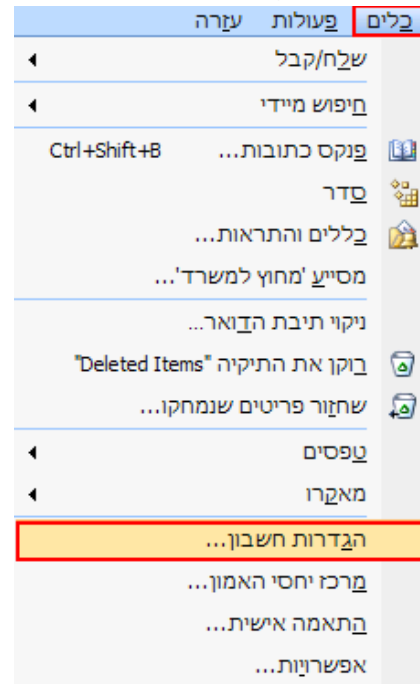 כלים פעולות עזרה
שלח/קבל
חיפוש מיידי
פנקס כתובות... Ctrl+Shift+B
סדר
כללים והתראות...
מסייע 'מחוץ למשרד'...
ניקוי תיבת הדואר...
רוקן את התיקיה "Deleted Items"
שחזור פריטים שנמחקו...
טפסים
מאקרו
הגדרות חשבון...
מרכז יחסי האמון...
התאמה אישית...
אפשרויות...